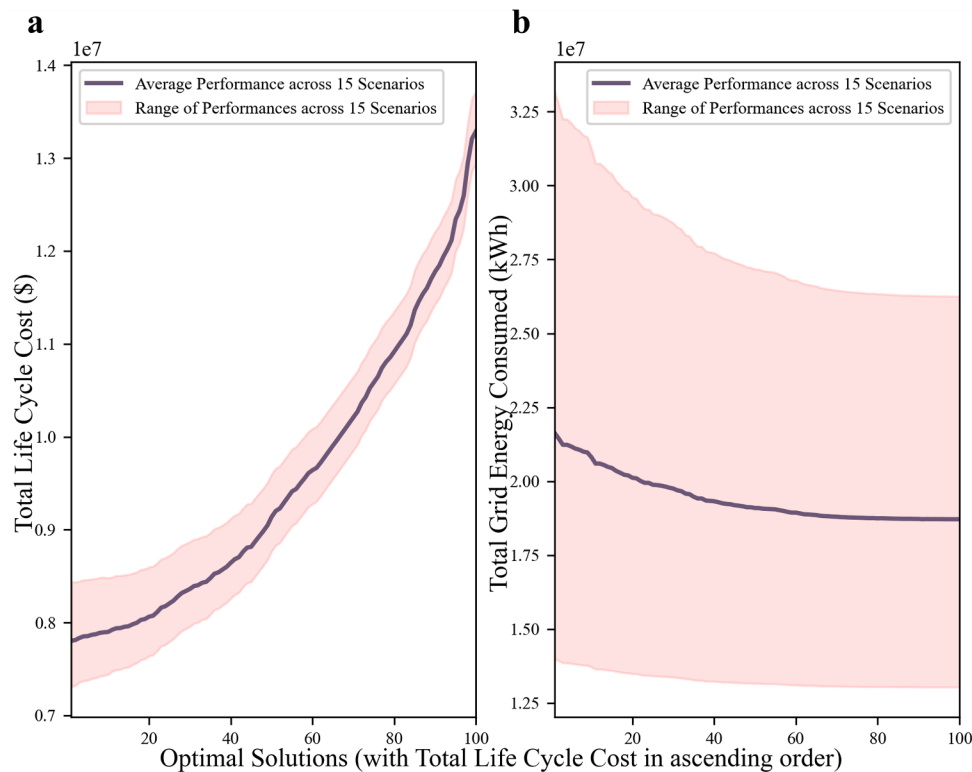 a
1e7
Average Performance across 15 Scenarios
Range of Performances across 15 Scenarios
1.4
1.3
1.2
1.1
1.0
0.9
0.8
0.7
Total Life Cycle Cost ($)
20 40 60 80 100
b
1e7
Average Performance across 15 Scenarios
Range of Performances across 15 Scenarios
3.25
3.00
2.75
2.50
2.25
2.00
1.75
1.50
1.25
Total Grid Energy Consumed (kWh)
20 40 60 80 100
Optimal Solutions (with Total Life Cycle Cost in ascending order)